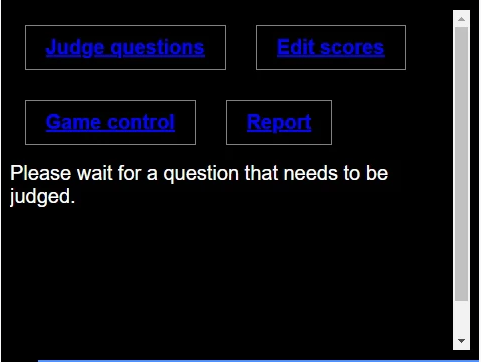 Judge questions Edit scores
Game control Report
Please wait for a question that needs to be
judged.